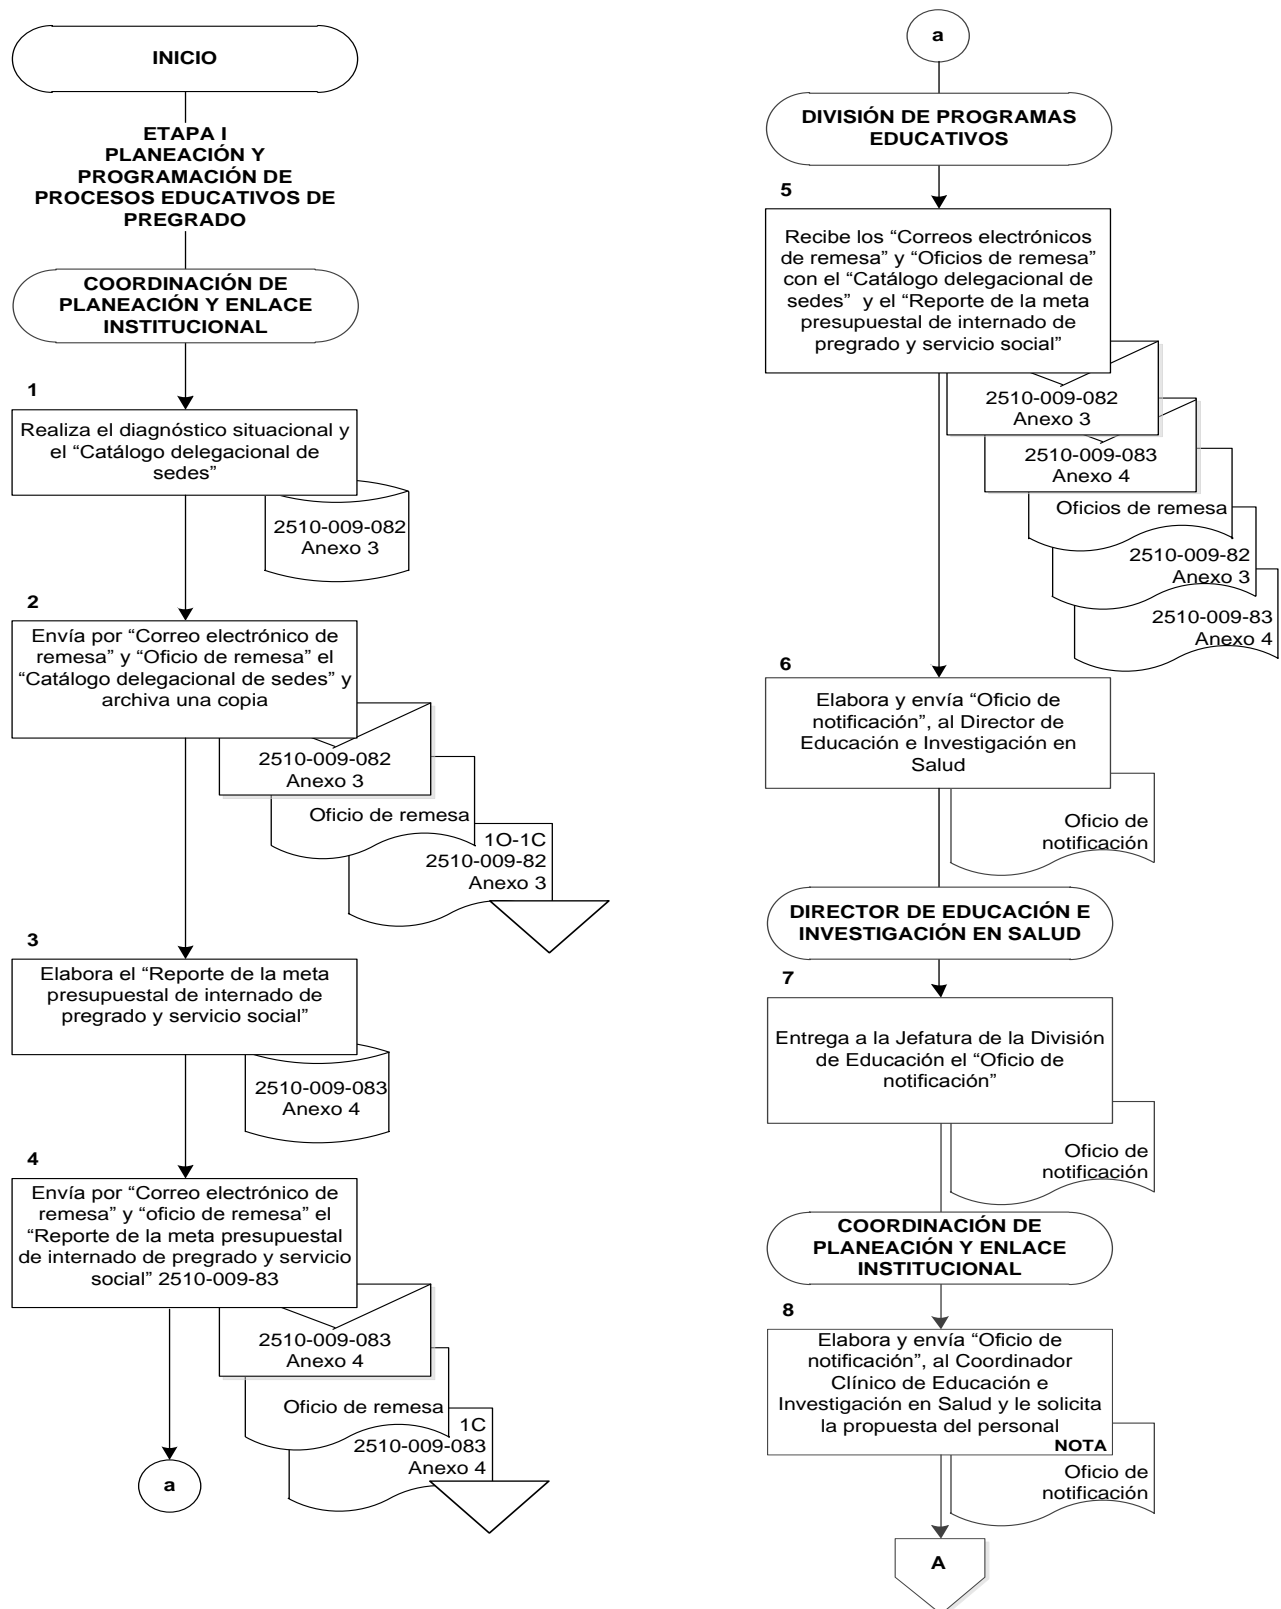 INICIO
ETAPA I
PLANEACIÓN Y
PROGRAMACIÓN DE
PROCESOS EDUCATIVOS DE
PREGRADO
COORDINACIÓN DE
PLANEACIÓN Y ENLACE
INSTITUCIONAL
1
Realiza el diagnóstico situacional y
el “Catálogo delegacional de
sedes”
2510-009-082
Anexo 3
2
Envía por “Correo electrónico de
remesa” y “Oficio de remesa” el
“Catálogo delegacional de sedes” y
archiva una copia
2510-009-082
Anexo 3
Oficio de remesa
1O-1C
2510-009-82
Anexo 3
3
Elabora el “Reporte de la meta
presupuestal de internado de
pregrado y servicio social”
2510-009-083
Anexo 4
4
Envía por “Correo electrónico de
remesa” y “oficio de remesa” el
“Reporte de la meta presupuestal
de internado de pregrado y servicio
social” 2510-009-83
2510-009-083
Anexo 4
Oficio de remesa
1C
2510-009-083
Anexo 4
a
a
DIVISIÓN DE PROGRAMAS
EDUCATIVOS
5
Recibe los “Correos electrónicos
de remesa” y “Oficios de remesa”
con el “Catálogo delegacional de
sedes” y el “Reporte de la meta
presupuestal de internado de
pregrado y servicio social”
2510-009-082
Anexo 3
2510-009-083
Anexo 4
Oficios de remesa
2510-009-82
Anexo 3
2510-009-83
Anexo 4
6
Elabora y envía “Oficio de
notificación”, al Director de
Educación e Investigación en
Salud
Oficio de
notificación
DIRECTOR DE EDUCACIÓN E
INVESTIGACIÓN EN SALUD
7
Entrega a la Jefatura de la División
de Educación el “Oficio de
notificación”
Oficio de
notificación
COORDINACIÓN DE
PLANEACIÓN Y ENLACE
INSTITUCIONAL
8
Elabora y envía “Oficio de
notificación”, al Coordinador
Clínico de Educación e
Investigación en Salud y le solicita
la propuesta del personal
NOTA
Oficio de
notificación
A